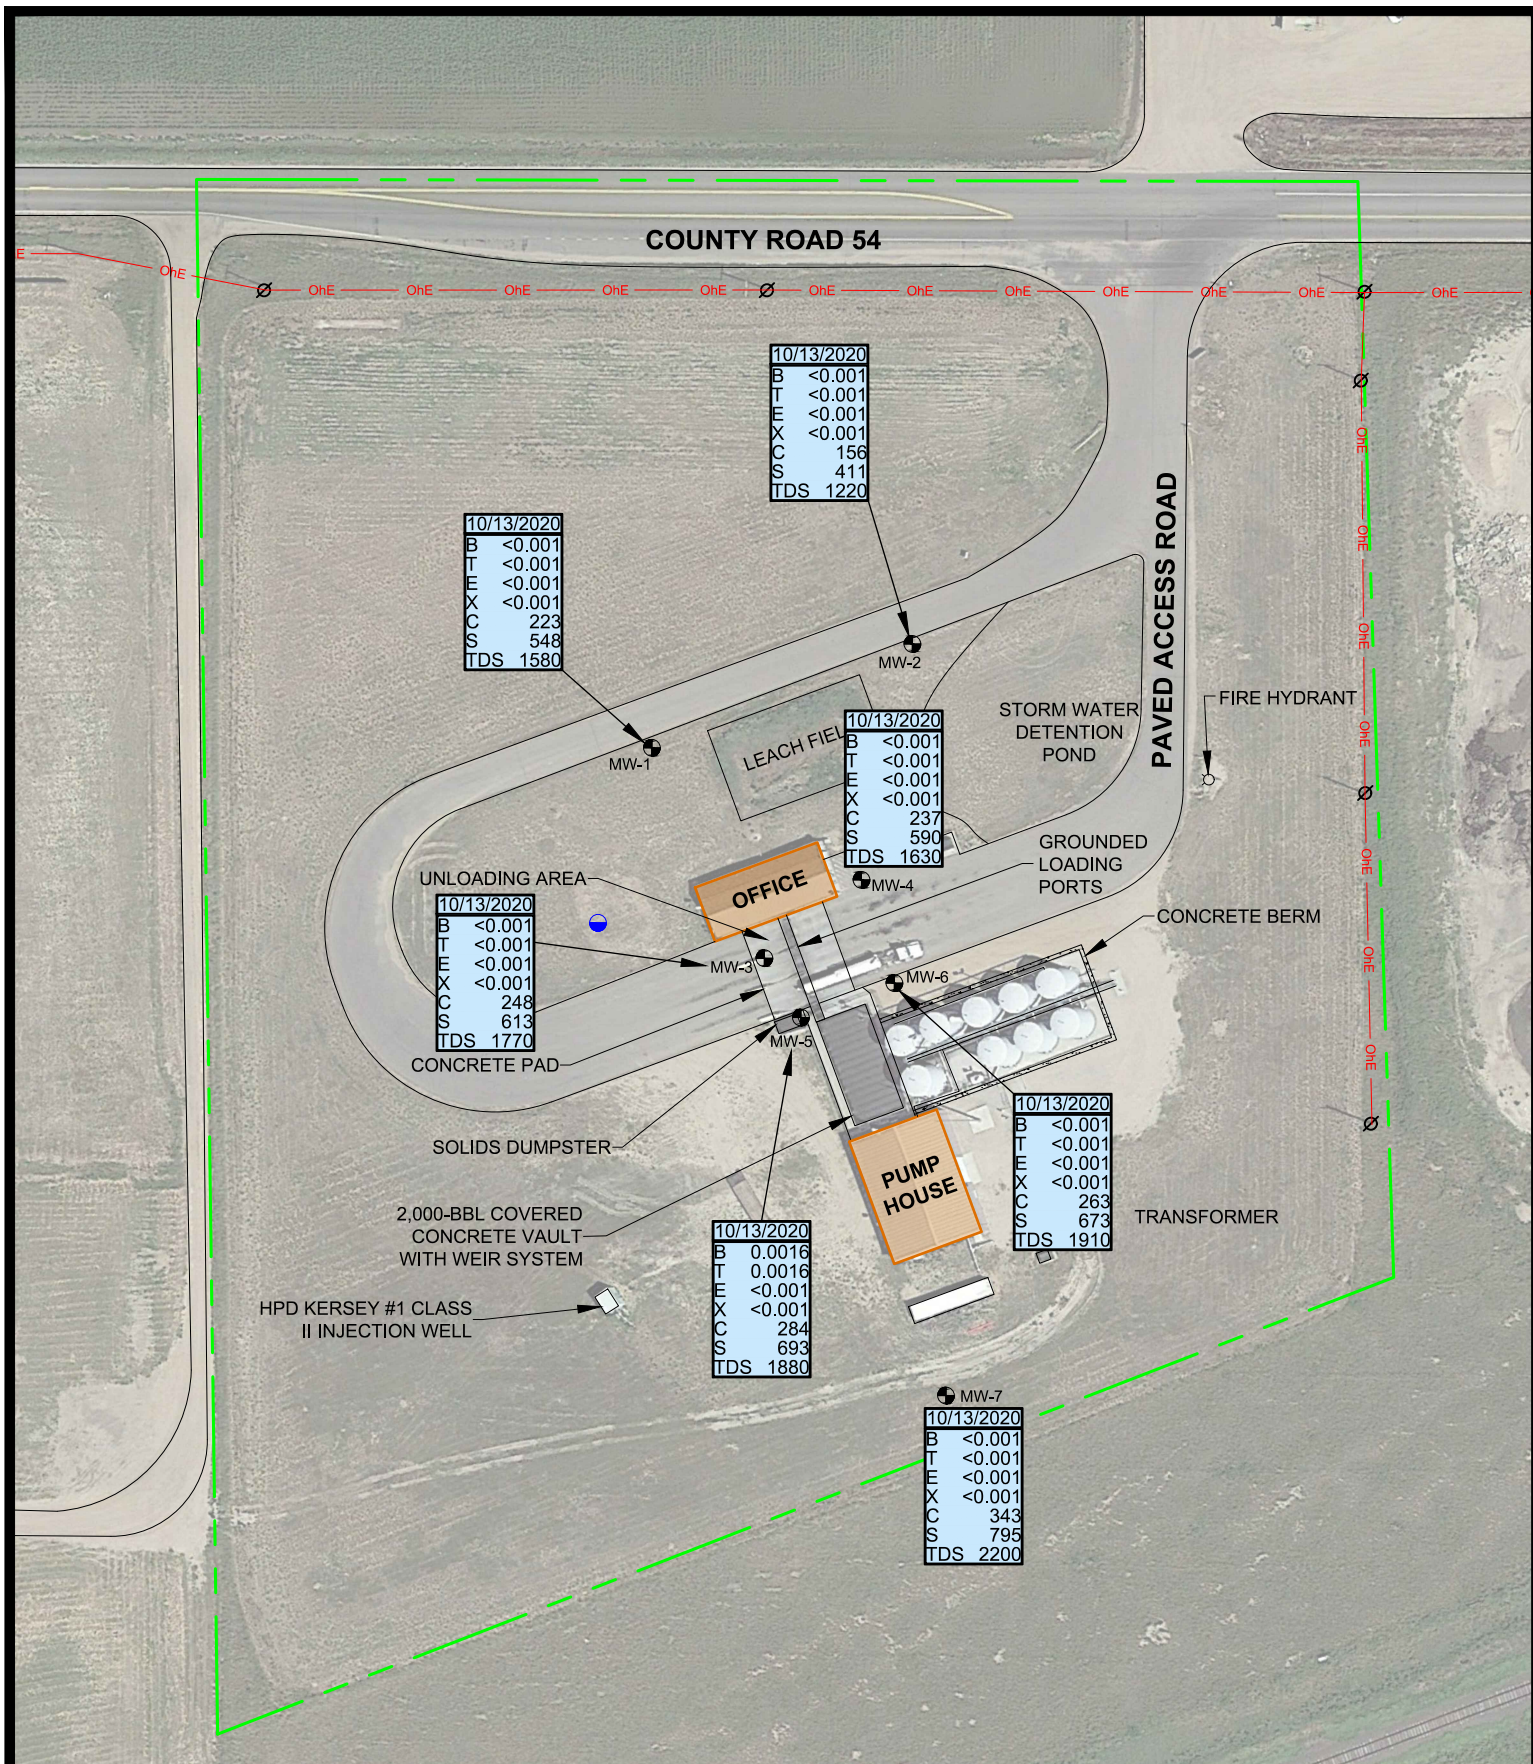 COUNTY ROAD 54
E
OhE
OhE
OhE
OhE
OhE
OhE
OhE
OhE
OhE
OhE
OhE
OhE
OhE
10/13/2020
B <0.001
T <0.001
E <0.001
X <0.001
C 156
S 411
TDS 1220
OhE
OhE
OhE
OhE
OhE
OhE
PAVED ACCESS ROAD
10/13/2020
B <0.001
T <0.001
E <0.001
X <0.001
C 223
S 548
TDS 1580
MW-2
MW-1
LEACH FIEL
STORM WATER
DETENTION
POND
FIRE HYDRANT
10/13/2020
B <0.001
T <0.001
E <0.001
X <0.001
C 237
S 590
TDS 1630
MW-4
GROUNDED
LOADING
PORTS
UNLOADING AREA
OFFICE
10/13/2020
B <0.001
T <0.001
E <0.001
X <0.001
C 248
S 613
TDS 1770
MW-3
MW-6
CONCRETE BERM
MW-5
CONCRETE PAD
SOLIDS DUMPSTER
10/13/2020
B <0.001
T <0.001
E <0.001
X <0.001
C 263
S 673
TDS 1910
PUMP
HOUSE
TRANSFORMER
2,000-BBL COVERED
CONCRETE VAULT
WITH WEIR SYSTEM
10/13/2020
B 0.0016
T 0.0016
E <0.001
X <0.001
C 284
S 693
TDS 1880
HPD KERSEY #1 CLASS
II INJECTION WELL
MW-7
10/13/2020
B <0.001
T <0.001
E <0.001
X <0.001
C 343
S 795
TDS 2200